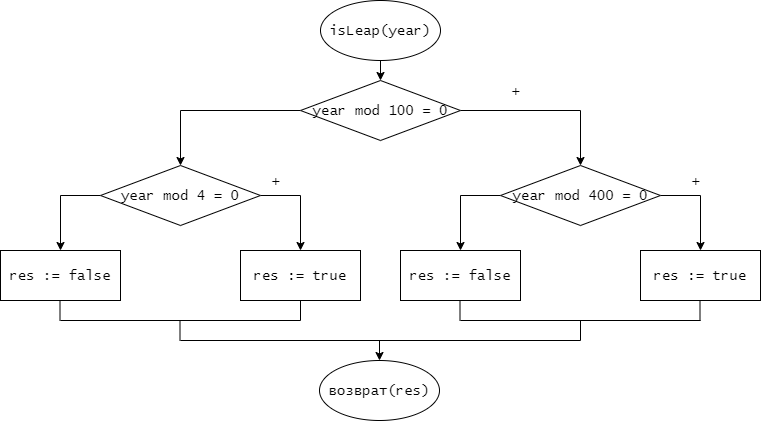 isLeap(year)
+
year mod 100 = 0
+
+
year mod 4 = 0
year mod 400 = 0
res := false
res := true
res := false
res := true
возврат(res)